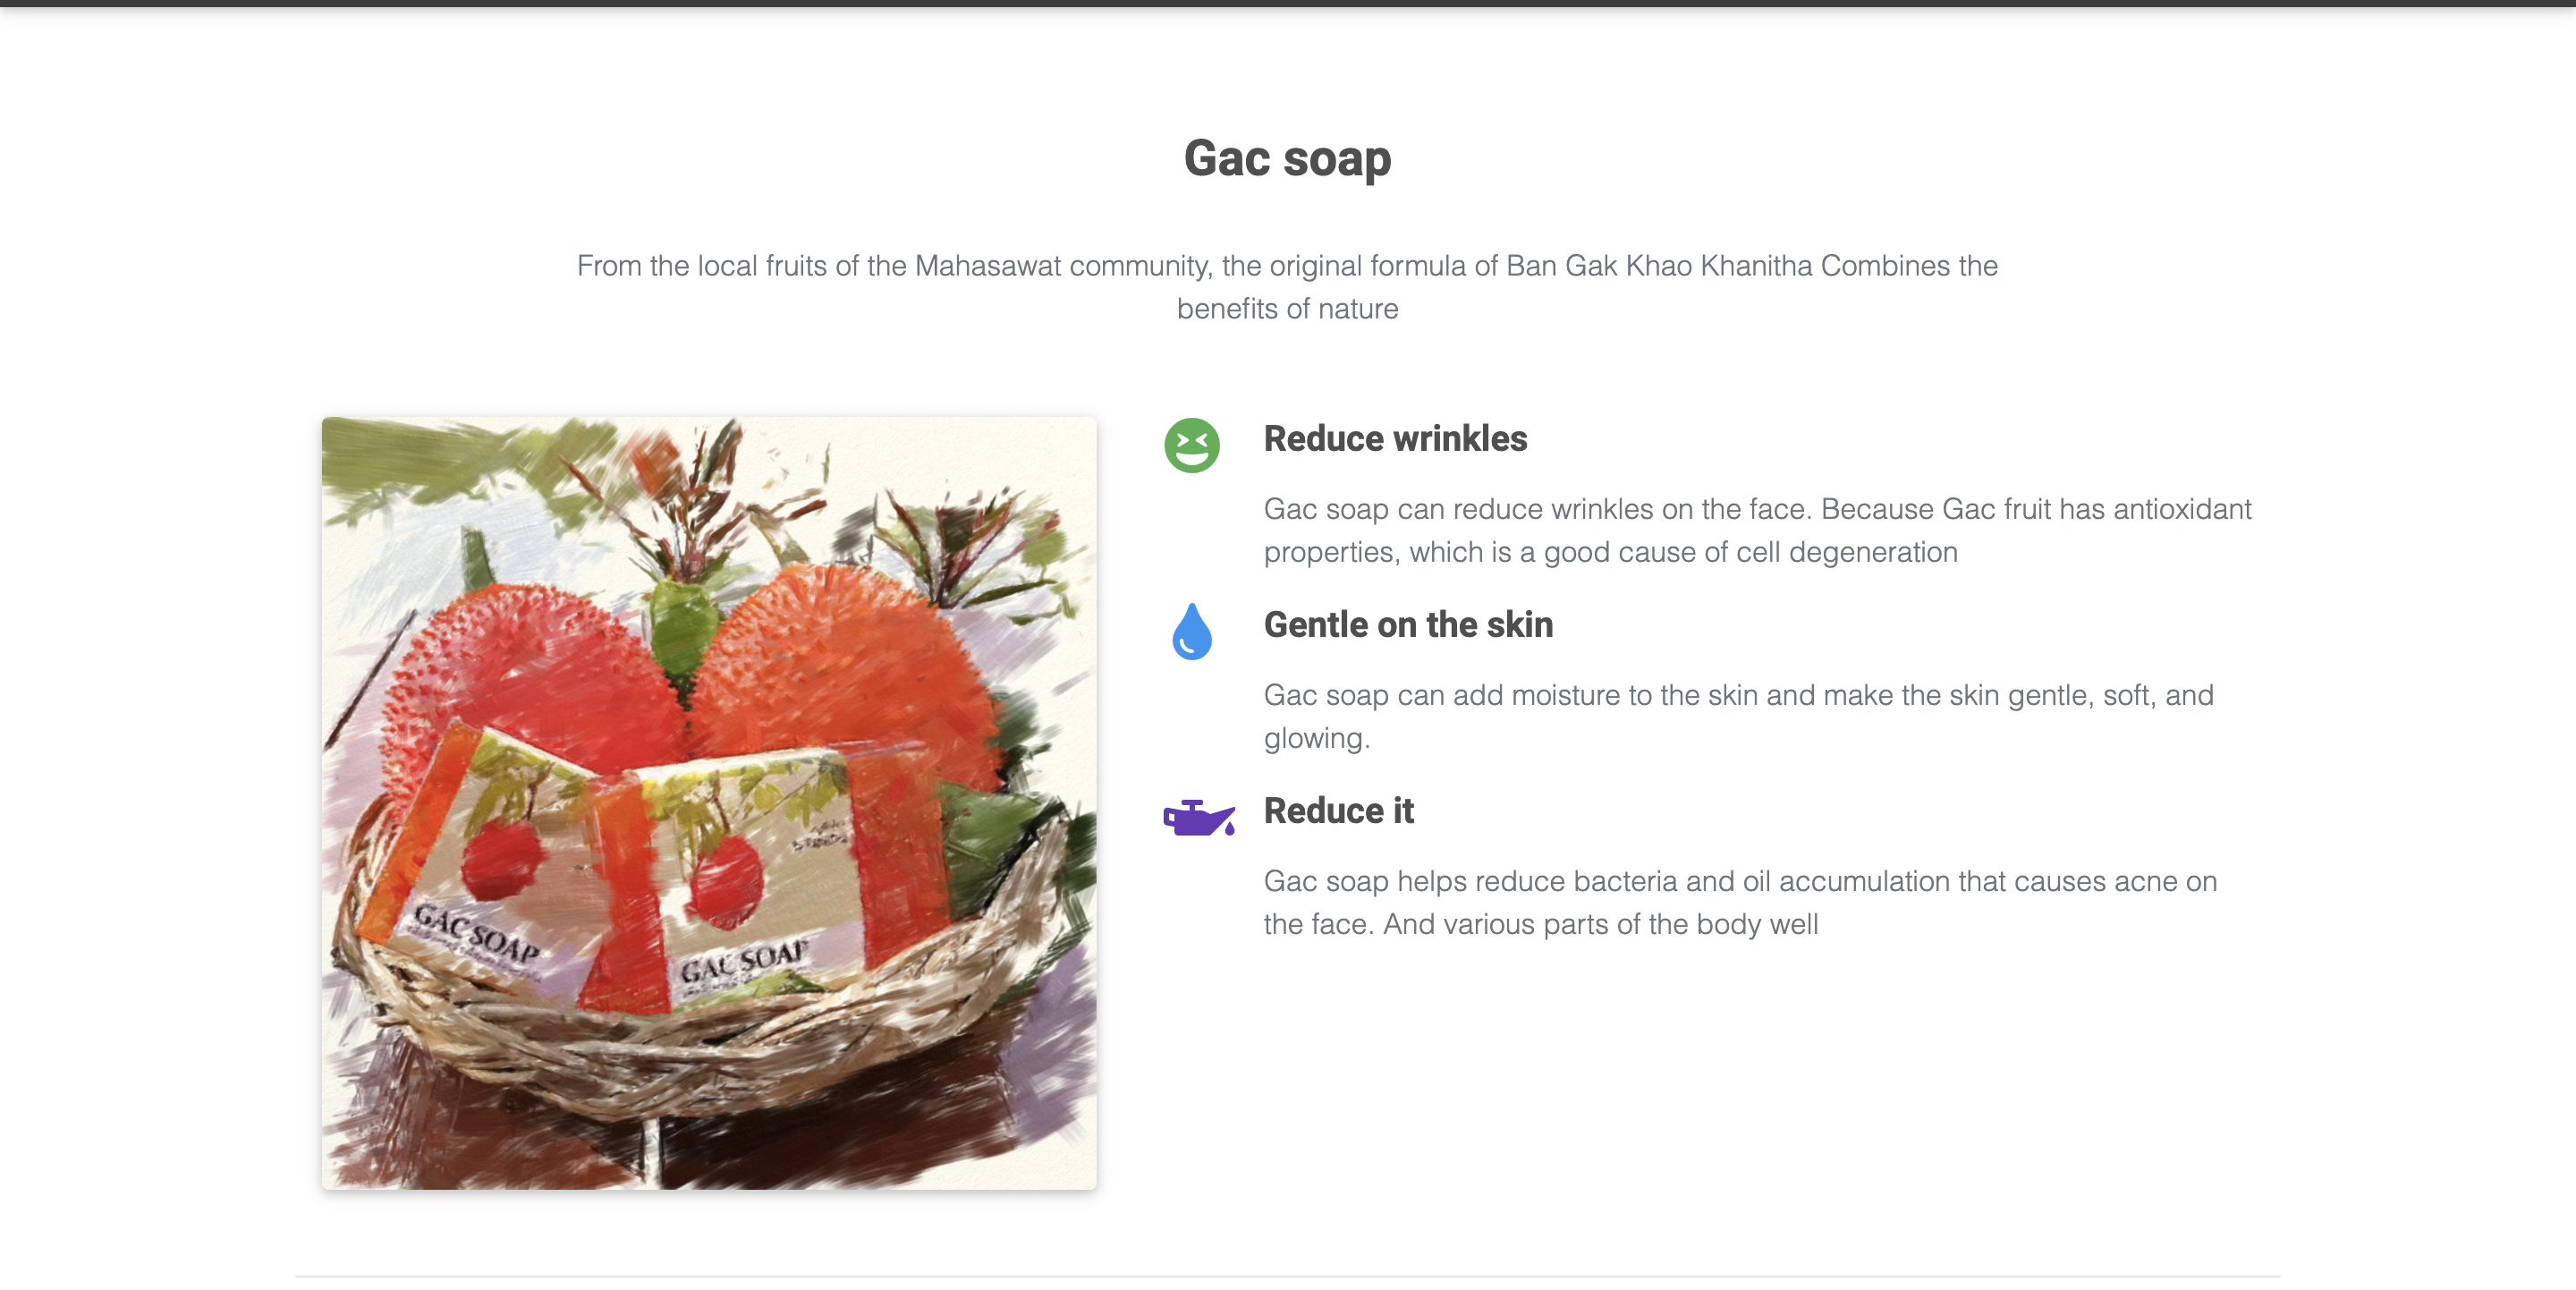 Gac soap
From the local fruits of the Mahasawat community, the original formula of Ban Gak Khao Khanitha Combines the
benefits of nature
Reduce wrinkles
Gac soap can reduce wrinkles on the face. Because Gac fruit has antioxidant
properties, which is a good cause of cell degeneration
Gentle on the skin
Gac soap can add moisture to the skin and make the skin gentle, soft, and
glowing.
Reduce it
Gac soap helps reduce bacteria and oil accumulation that causes acne on
the face. And various parts of the body well
GAC SOAP
GAC SOAP